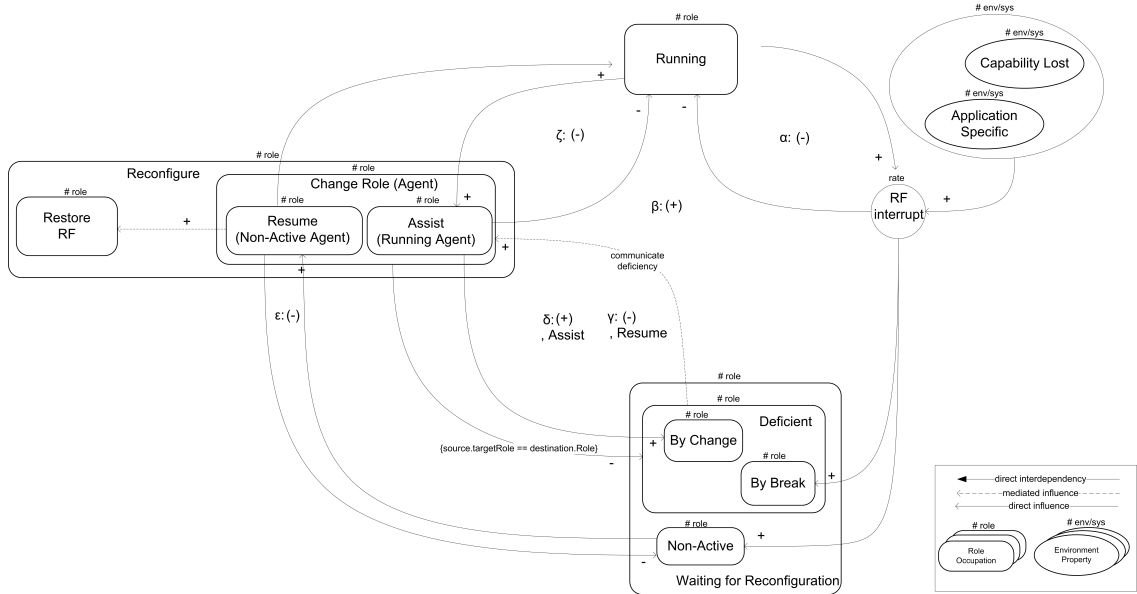 # role
Running
# env/sys
# env/sys
Capability Lost
# env/sys
Application
Specific
+
-
-
ζ: (-)
α: (-)
+
rate
RF
interrupt
+
# role
Reconfigure
# role
Change Role (Agent)
# role
Restore
RF
+
# role
Resume
(Non-Active Agent)
# role
Assist
(Running Agent)
+
+
+
β: (+)
communicate
deficiency
ε: (-)
δ: (+)
, Assist
γ: (-)
, Resume
# role
# role
Deficient
# role
By Change
+
{source.targetRole == destination.Role}
-
# role
By Break
+
# role
Non-Active
+
-
Waiting for Reconfiguration
direct interdependency
mediated influence
direct influence
# role
Role
Occupation
# env/sys
Environment
Property